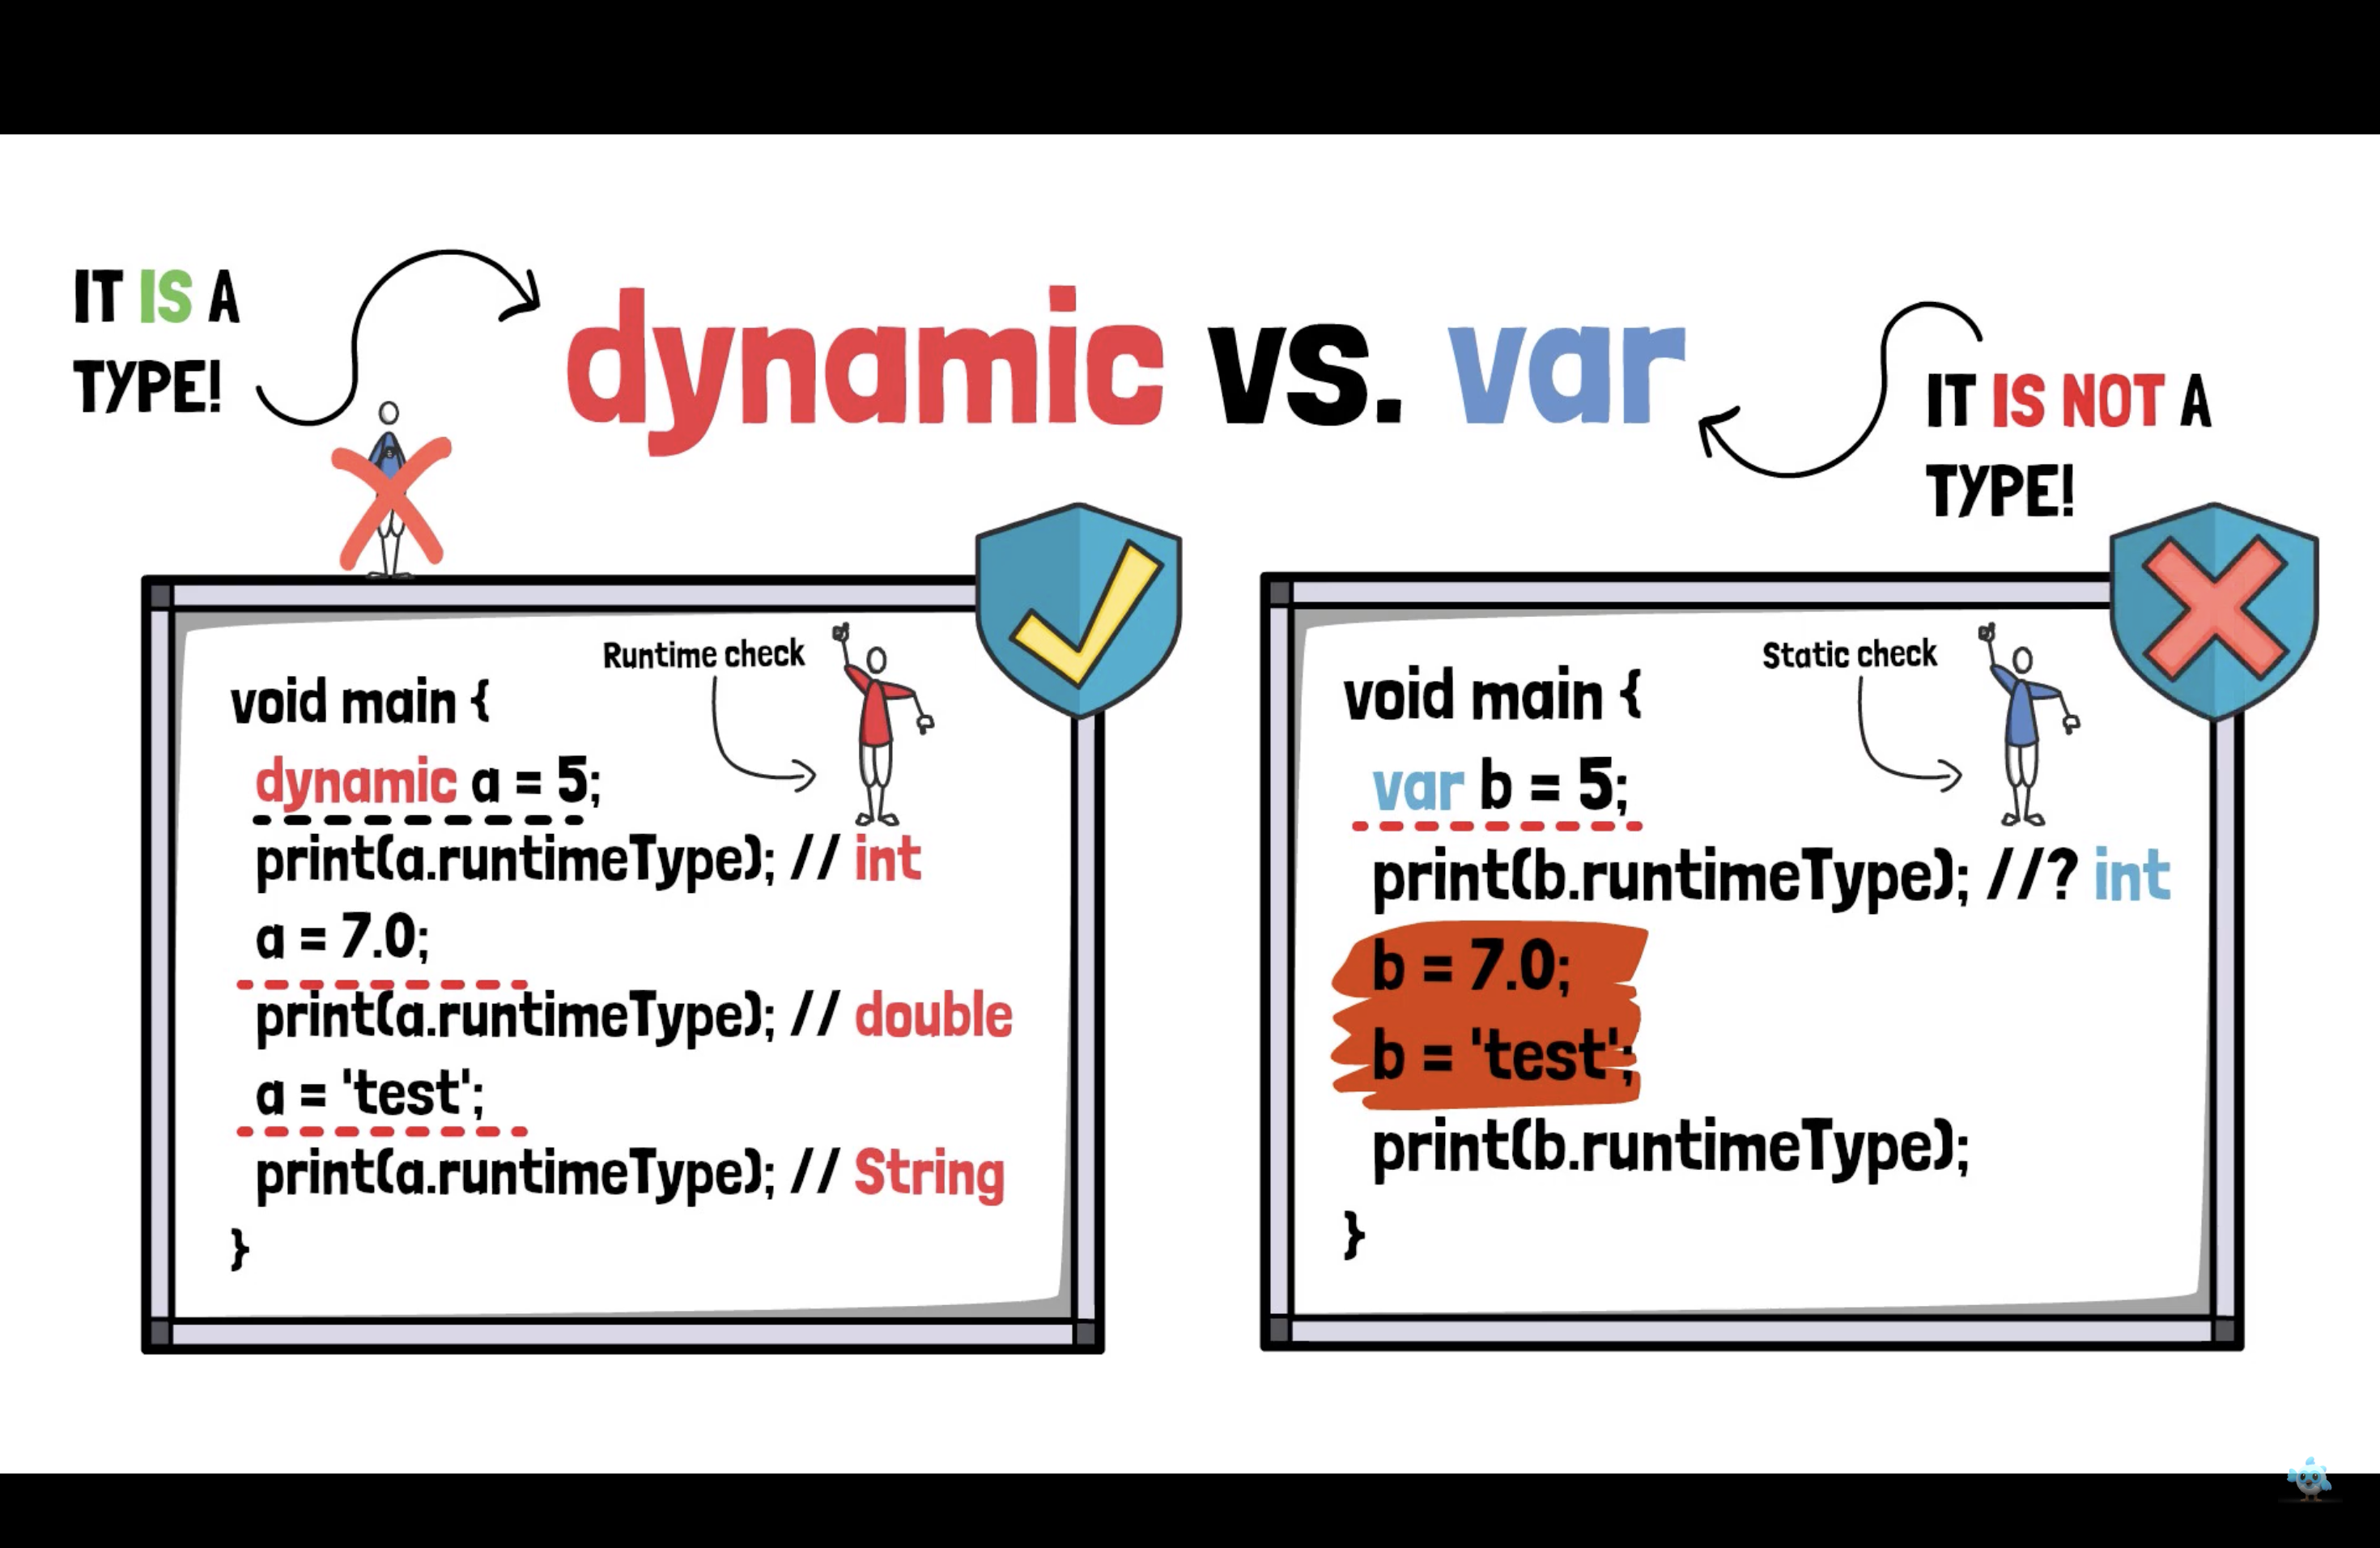 IT IS A
TYPE!
dynamic vs. var
IT IS NOT A
TYPE!
Runtime check
void main {
dynamic a = 5;
print(a.runtimeType); // int
a = 7.0;
print(a.runtimeType); // double
a = 'test';
print(a.runtimeType); // String
}
Static check
void main {
var b = 5;
print(b.runtimeType); //? int
b = 7.0;
b = 'test';
print(b.runtimeType);
}